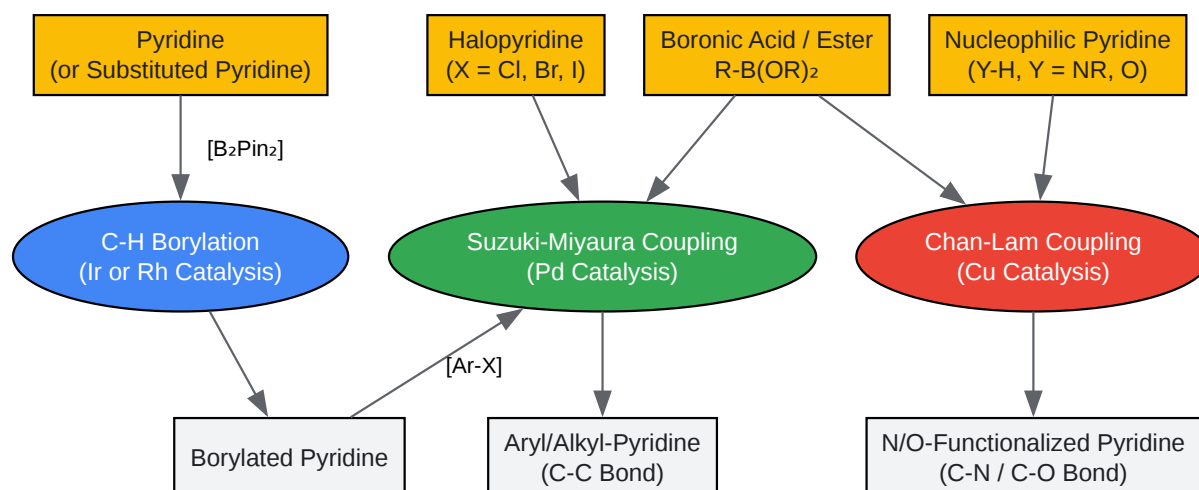 Pyridine
(or Substituted Pyridine)
Halopyridine
(X = Cl, Br, I)
Boronic Acid / Ester
R-B(OR)₂
Nucleophilic Pyridine
(Y-H, Y = NR, O)
[B₂Pin₂]
C-H Borylation
(Ir or Rh Catalysis)
Suzuki-Miyaura Coupling
(Pd Catalysis)
Chan-Lam Coupling
(Cu Catalysis)
[Ar-X]
Borylated Pyridine
Aryl/Alkyl-Pyridine
(C-C Bond)
N/O-Functionalized Pyridine
(C-N / C-O Bond)